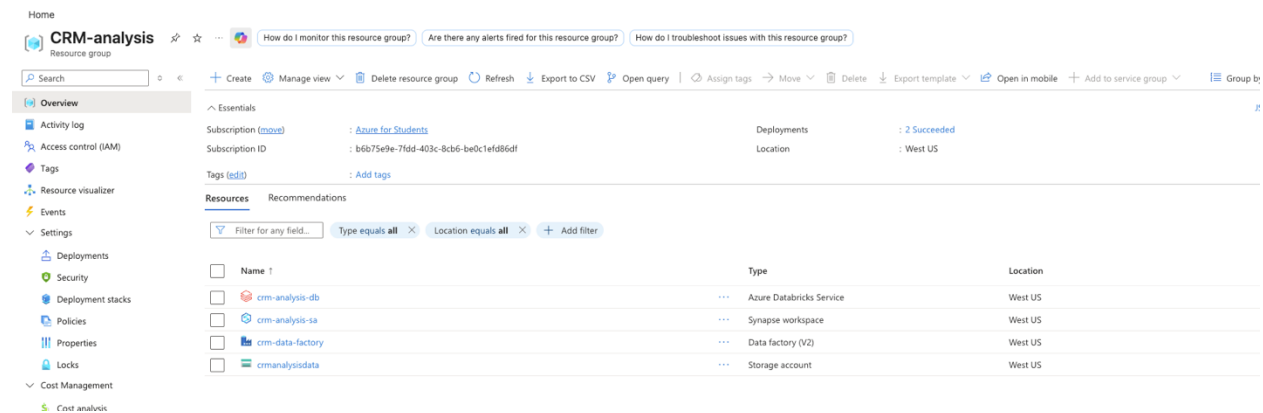 Home
CRM-analysis
Resource group
How do I monitor this resource group? Are there any alerts fired for this resource group? How do I troubleshoot issues with this resource group?
Search
Create Manage view Delete resource group Refresh Export to CSV Open query Assign tags Move Delete Export template Open in mobile Add to service group Group by
Overview
Activity log
Access control (IAM)
Tags
Resource visualizer
Events
Settings
Deployments
Security
Deployment stacks
Policies
Properties
Locks
Cost Management
Cost analysis
Essentials
Subscription (move) : Azure for Students Deployments : 2 Succeeded
Subscription ID : b6b75e9e-7fdd-403c-8cb6-be0c1efd86df Location : West US
Tags (edit) : Add tags
Resources Recommendations
Filter for any field... Type equals all Location equals all Add filter
Name ↑ Type Location
crm-analysis-db ... Azure Databricks Service West US
crm-analysis-sa ... Synapse workspace West US
crm-data-factory ... Data factory (V2) West US
crmanalysisdata ... Storage account West US